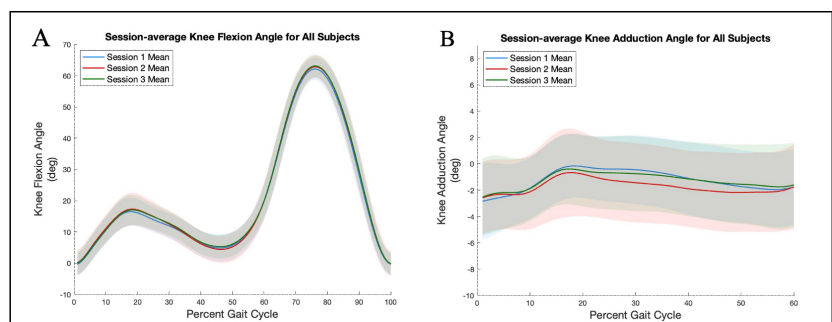 A
Session-average Knee Flexion Angle for All Subjects
70
60
50
40
30
20
10
0
-10
Session 1 Mean
Session 2 Mean
Session 3 Mean
Knee Flexion Angle
(deg)
0
10
20
30
40
50
60
70
80
90
100
Percent Gait Cycle
B
Session-average Knee Adduction Angle for All Subjects
8
6
4
2
0
-2
-4
-6
-8
-10
Session 1 Mean
Session 2 Mean
Session 3 Mean
Knee Adduction Angle
(deg)
0
10
20
30
40
50
60
Percent Gait Cycle